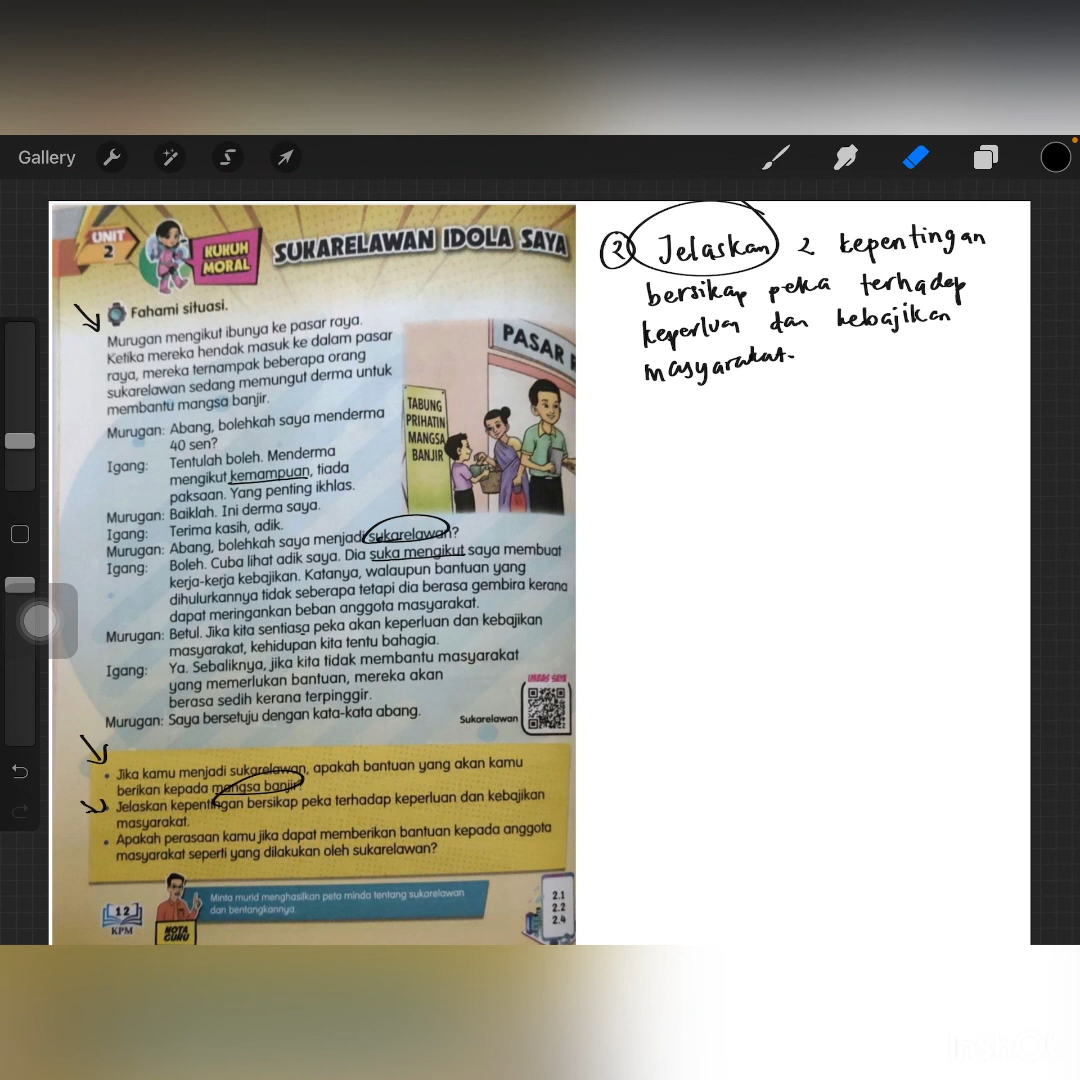 Gallery
UNIT
2
KUKUH
MORAL
SUKARELAWAN IDOLA SAYA
Fahami situasi.
Murugan mengikut ibunya ke pasar raya.
Ketika mereka hendak masuk ke dalam pasar
raya, mereka ternampak beberapa orang
sukarelawan sedang memungut derma untuk
membantu mangsa banjir.
PASAR
TABUNG
PRIHATIN
MANGSA
BANJIR
Murugan: Abang, bolehkah saya menderma
40 sen?
Igang: Tentulah boleh. Menderma
mengikut kemampuan, tiada
paksaan. Yang penting ikhlas.
Murugan: Baiklah. Ini derma saya.
Igang: Terima kasih, adik.
Murugan: Abang, bolehkah saya menjadi sukarelawan?
Igang: Boleh. Cuba lihat adik saya. Dia suka mengikut saya membuat
kerja-kerja kebajikan. Katanya, walaupun bantuan yang
dihulurkannya tidak seberapa tetapi dia berasa gembira kerana
dapat meringankan beban anggota masyarakat.
Murugan: Betul. Jika kita sentiasa peka akan keperluan dan kebajikan
masyarakat, kehidupan kita tentu bahagia.
Igang: Ya. Sebaliknya, jika kita tidak membantu masyarakat
yang memerlukan bantuan, mereka akan
berasa sedih kerana terpinggir.
Murugan: Saya bersetuju dengan kata-kata abang.
IMBAS SAYA
Sukarelawan
• Jika kamu menjadi sukarelawan, apakah bantuan yang akan kamu
berikan kepada mangsa banjir?
• Jelaskan kepentingan bersikap peka terhadap keperluan dan kebajikan
masyarakat.
• Apakah perasaan kamu jika dapat memberikan bantuan kepada anggota
masyarakat seperti yang dilakukan oleh sukarelawan?
Minta murid menghasilkan peta minda tentang sukarelawan
dan bentangkannya.
NOTA
GURU
12
KPM
2.1
2.2
2.4
2 Jelaskan 2 kepentingan
bersikap peka terhadap
keperluan dan kebajikan
masyarakat.